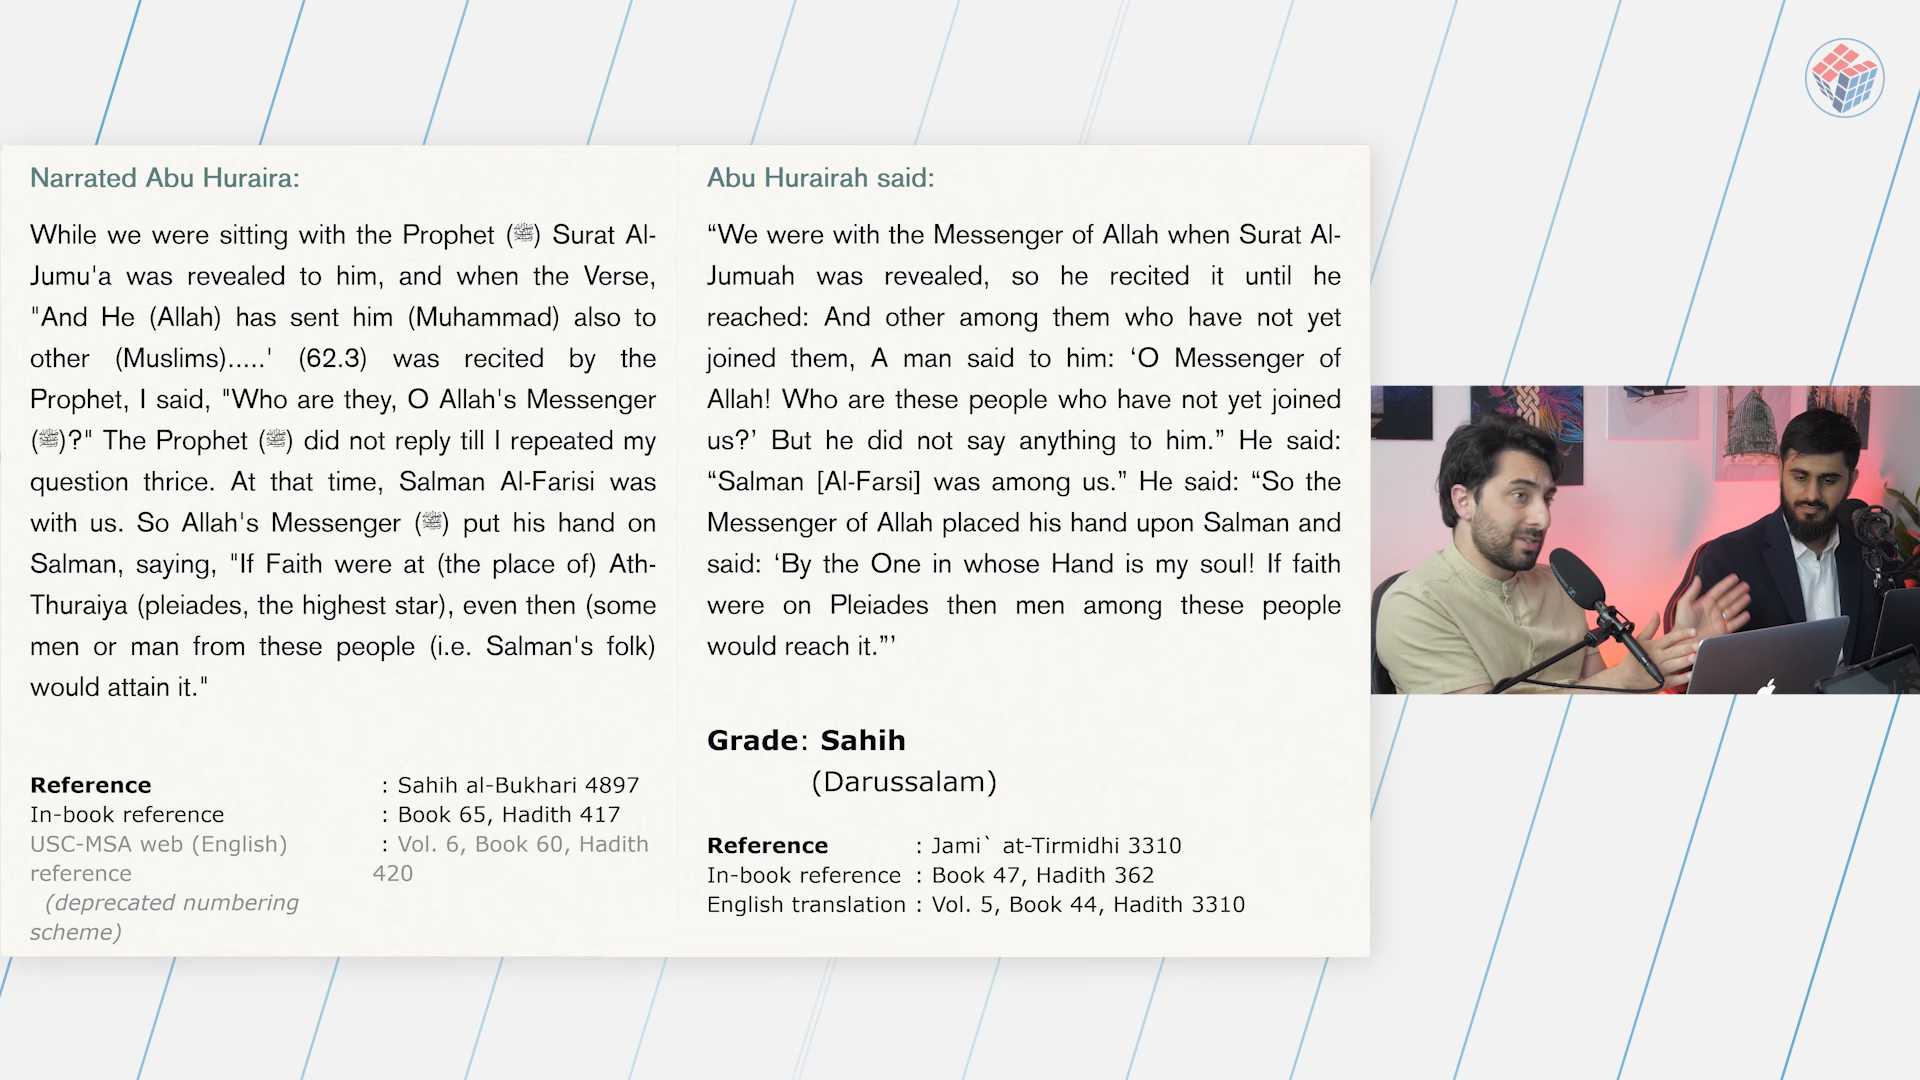 Narrated Abu Huraira:
While we were sitting with the Prophet (ﷺ) Surat Al-
Jumu'a was revealed to him, and when the Verse,
"And He (Allah) has sent him (Muhammad) also to
other (Muslims).....' (62.3) was recited by the
Prophet, I said, "Who are they, O Allah's Messenger
(ﷺ)?" The Prophet (ﷺ) did not reply till I repeated my
question thrice. At that time, Salman Al-Farisi was
with us. So Allah's Messenger (ﷺ) put his hand on
Salman, saying, "If Faith were at (the place of) Ath-
Thuraiya (pleiades, the highest star), even then (some
men or man from these people (i.e. Salman's folk)
would attain it."
Reference : Sahih al-Bukhari 4897
In-book reference : Book 65, Hadith 417
USC-MSA web (English) : Vol. 6, Book 60, Hadith
reference 420
(deprecated numbering
scheme)
Abu Hurairah said:
“We were with the Messenger of Allah when Surat Al-
Jumuah was revealed, so he recited it until he
reached: And other among them who have not yet
joined them, A man said to him: ‘O Messenger of
Allah! Who are these people who have not yet joined
us?’ But he did not say anything to him.” He said:
“Salman [Al-Farsi] was among us.” He said: “So the
Messenger of Allah placed his hand upon Salman and
said: ‘By the One in whose Hand is my soul! If faith
were on Pleiades then men among these people
would reach it.”’
Grade: Sahih
(Darussalam)
Reference : Jami` at-Tirmidhi 3310
In-book reference : Book 47, Hadith 362
English translation : Vol. 5, Book 44, Hadith 3310